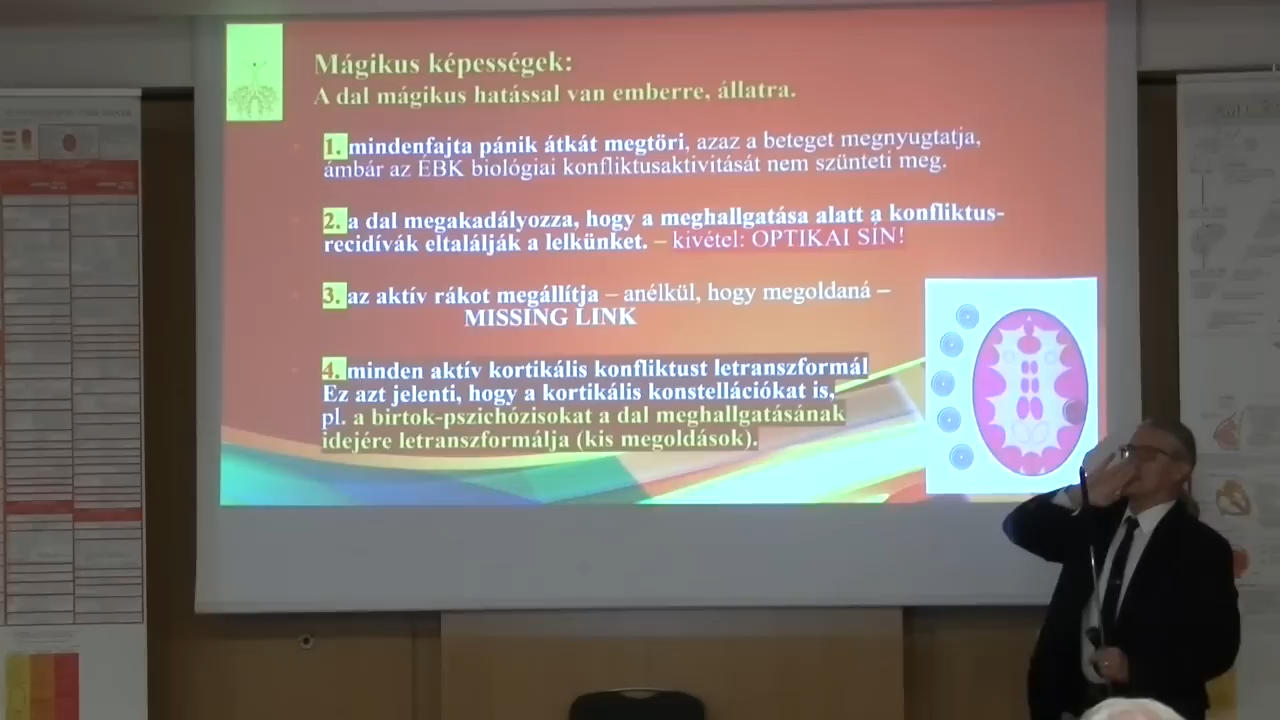 Mágikus képességek:
A dal mágikus hatással van emberre, állatra.
1. mindenfajta pánik átkát megtöri, azaz a beteget megnyugtatja,
ámbár az ÉBK biológiai konfliktusaktivitását nem szünteti meg.
2. a dal megakadályozza, hogy a meghallgatása alatt a konfliktus-
recidívák eltalálják a lelkünket. – kivétel: OPTIKAI SÍN!
3. az aktív rákot megállítja – anélkül, hogy megoldaná –
MISSING LINK
4. minden aktív kortikális konfliktust letranszformál
Ez azt jelenti, hogy a kortikális konstellációkat is,
pl. a birtok-pszichózisokat a dal meghallgatásának
idejére letranszformálja (kis megoldások).